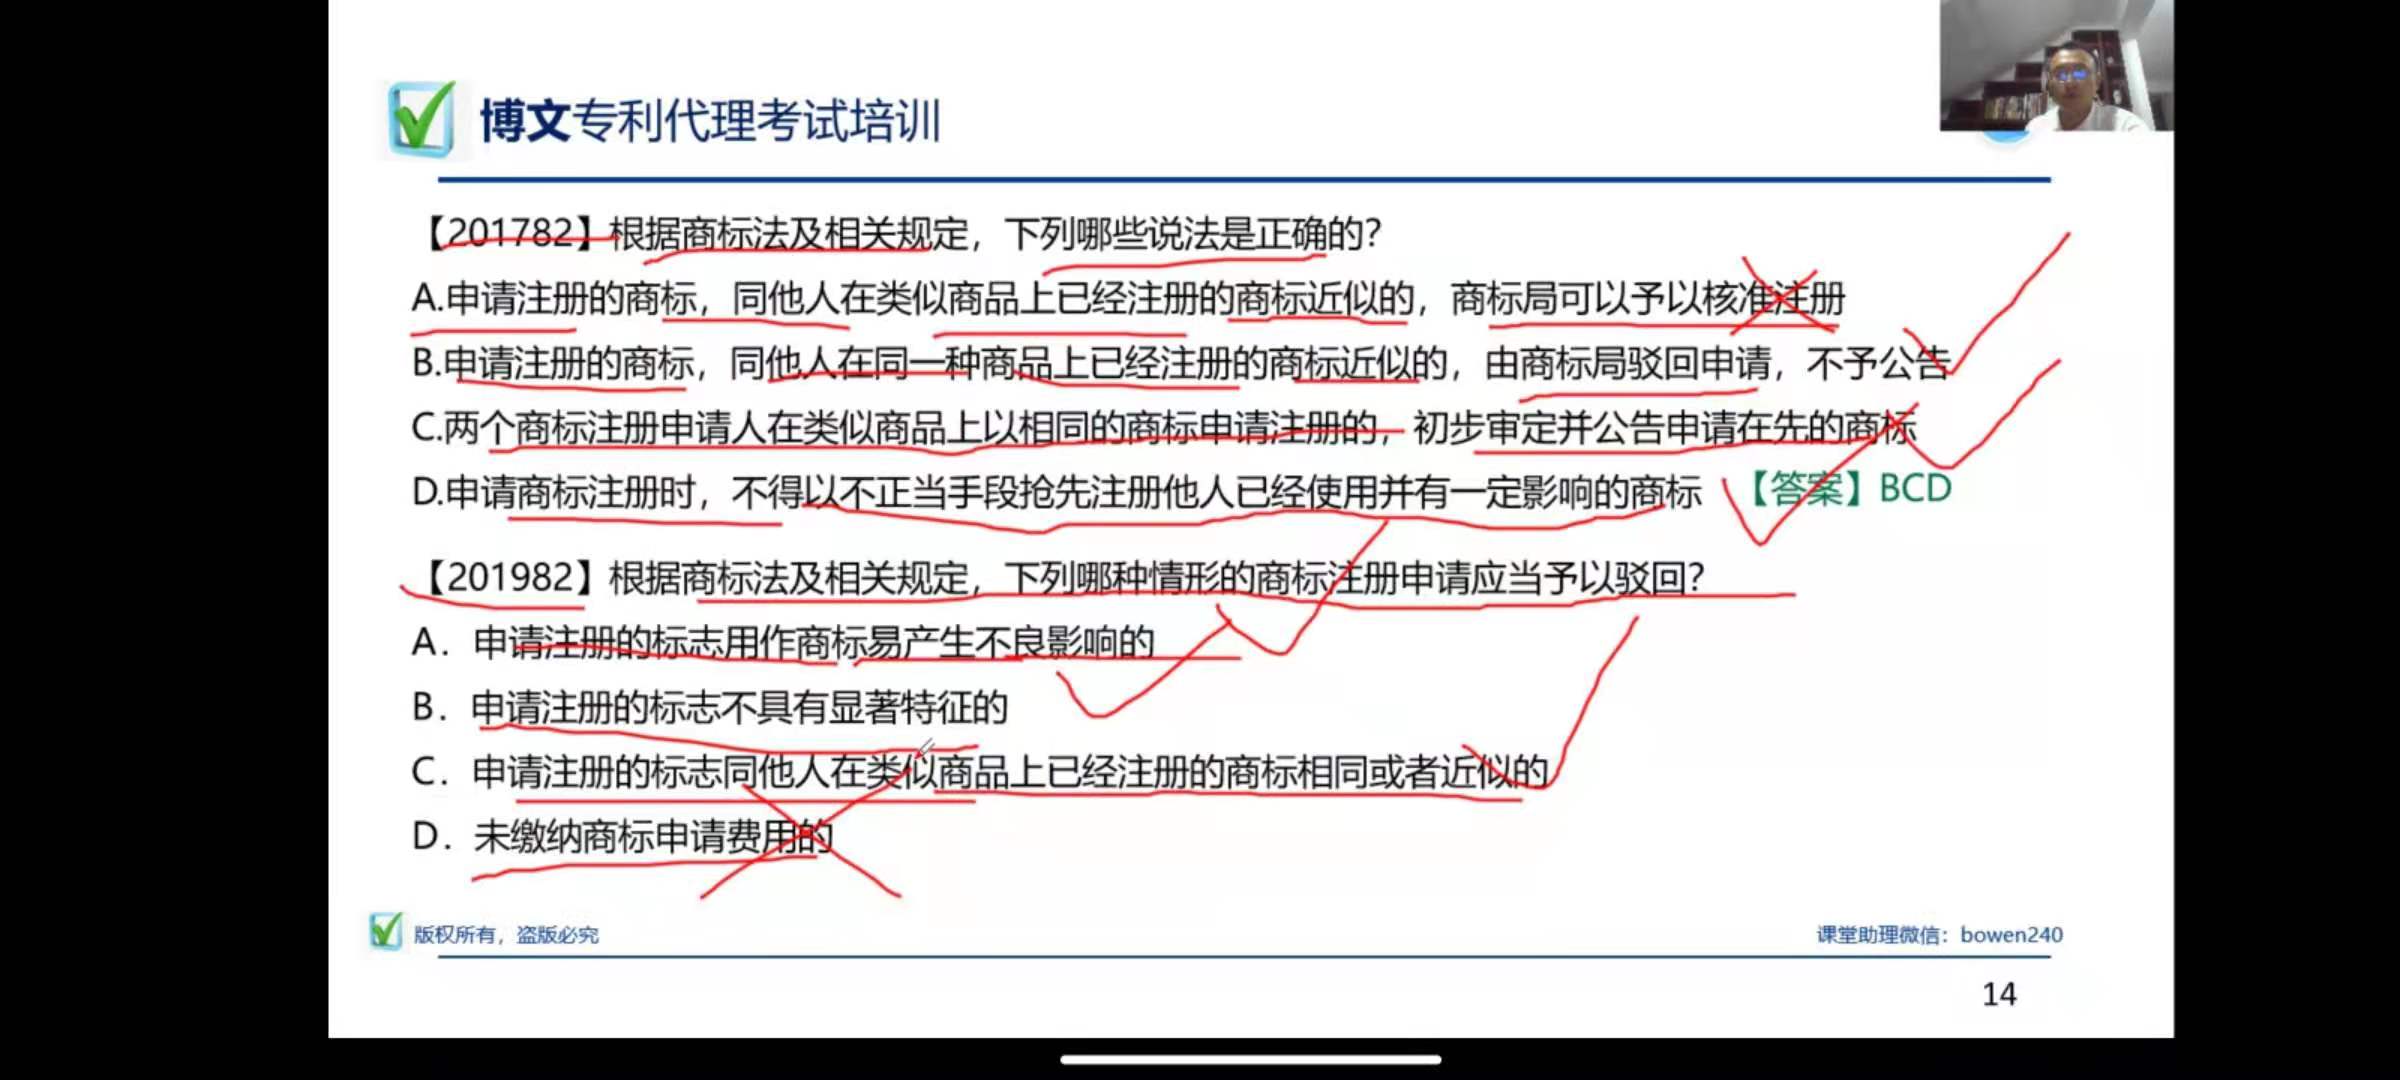 博文专利代理考试培训
【201782】根据商标法及相关规定，下列哪些说法是正确的？
A.申请注册的商标，同他人在类似商品上已经注册的商标近似的，商标局可以予以核准注册
B.申请注册的商标，同他人在同一种商品上已经注册的商标近似的，由商标局驳回申请，不予公告
C.两个商标注册申请人在类似商品上以相同的商标申请注册的，初步审定并公告申请在先的商标
D.申请商标注册时，不得以不正当手段抢先注册他人已经使用并有一定影响的商标 【答案】BCD
【201982】根据商标法及相关规定，下列哪种情形的商标注册申请应当予以驳回？
A．申请注册的标志用作商标易产生不良影响的
B．申请注册的标志不具有显著特征的
C．申请注册的标志同他人在类似商品上已经注册的商标相同或者近似的
D．未缴纳商标申请费用的
版权所有，盗版必究
课堂助理微信：bowen240
14